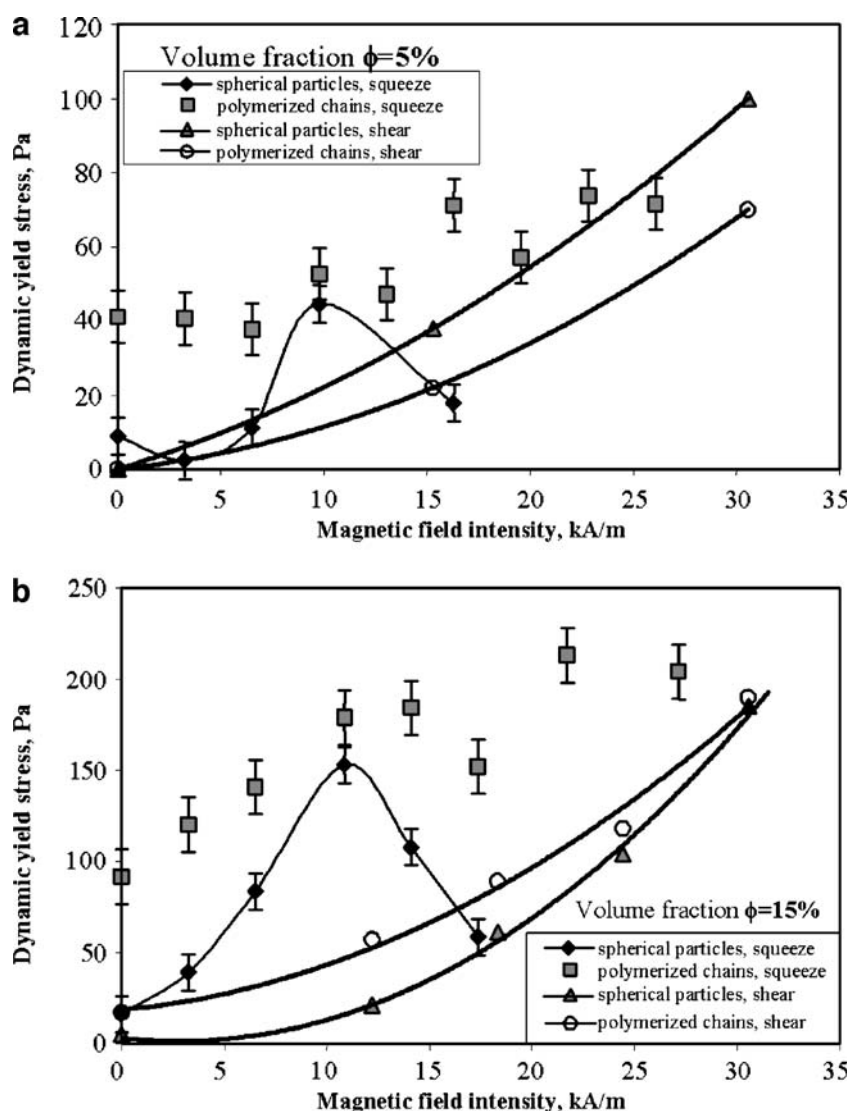 a
120
100
80
60
40
20
0
Dynamic yield stress, Pa
Volume fraction ϕ=5%
spherical particles, squeeze
polymerized chains, squeeze
spherical particles, shear
polymerized chains, shear
0 5 10 15 20 25 30 35
Magnetic field intensity, kA/m
b
250
200
150
100
50
0
Dynamic yield stress, Pa
Volume fraction ϕ=15%
spherical particles, squeeze
polymerized chains, squeeze
spherical particles, shear
polymerized chains, shear
0 5 10 15 20 25 30 35
Magnetic field intensity, kA/m